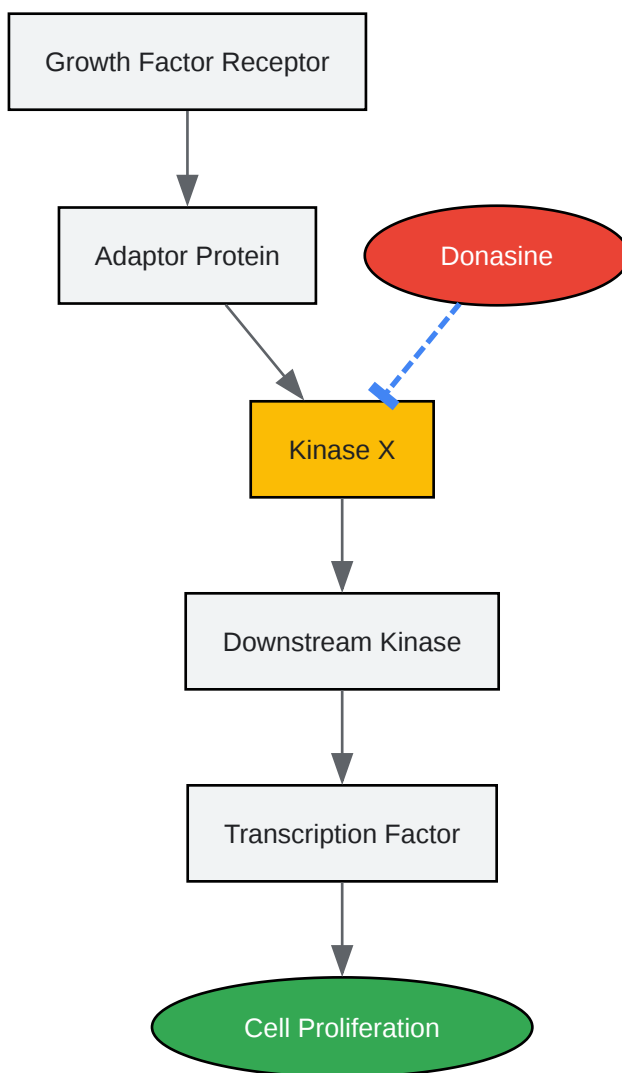 Growth Factor Receptor
Adaptor Protein
Donasine
Kinase X
Downstream Kinase
Transcription Factor
Cell Proliferation